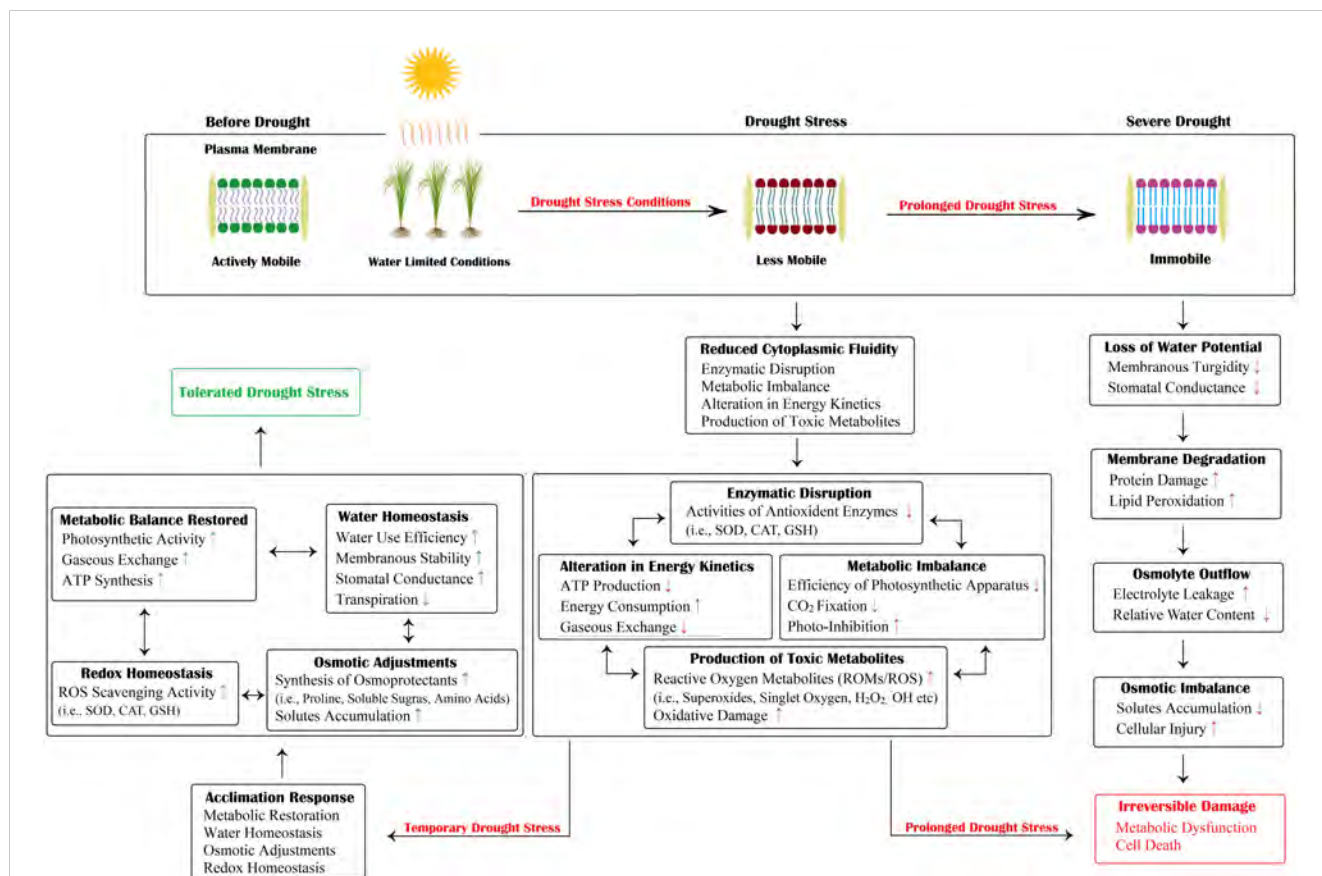 Before Drought
Drought Stress
Severe Drought
Plasma Membrane
Drought Stress Conditions
Prolonged Drought Stress
Actively Mobile
Water Limited Conditions
Less Mobile
Immobile
Reduced Cytoplasmic Fluidity
Enzymatic Disruption
Metabolic Imbalance
Alteration in Energy Kinetics
Production of Toxic Metabolites
Loss of Water Potential
Membranous Turgidity ↓
Stomatal Conductance ↓
Tolerated Drought Stress
Membrane Degradation
Protein Damage ↑
Lipid Peroxidation ↑
Metabolic Balance Restored
Photosynthetic Activity ↑
Gaseous Exchange ↑
ATP Synthesis ↑
Water Homeostasis
Water Use Efficiency ↑
Membranous Stability ↑
Stomatal Conductance ↑
Transpiration ↓
Enzymatic Disruption
Activities of Antioxident Enzymes ↓
(i.e., SOD, CAT, GSH)
Alteration in Energy Kinetics
ATP Production ↓
Energy Consumption ↑
Gaseous Exchange ↓
Metabolic Imbalance
Efficiency of Photosynthetic Apparatus ↓
CO₂ Fixation ↓
Photo-Inhibition ↑
Osmolyte Outflow
Electrolyte Leakage ↑
Relative Water Content ↓
Redox Homeostasis
ROS Scavenging Activity ↑
(i.e., SOD, CAT, GSH)
Osmotic Adjustments
Synthesis of Osmoprotectants ↑
(i.e., Proline, Soluble Sugras, Amino Acids)
Solutes Accumulation ↑
Production of Toxic Metabolites
Reactive Oxygen Metabolites (ROMs/ROS) ↑
(i.e., Superoxides, Singlet Oxygen, H₂O₂, OH etc)
Oxidative Damage ↑
Osmotic Imbalance
Solutes Accumulation ↓
Cellular Injury ↑
Acclimation Response
Metabolic Restoration
Water Homeostasis
Osmotic Adjustments
Redox Homeostasis
Temporary Drought Stress
Prolonged Drought Stress
Irreversible Damage
Metabolic Dysfunction
Cell Death